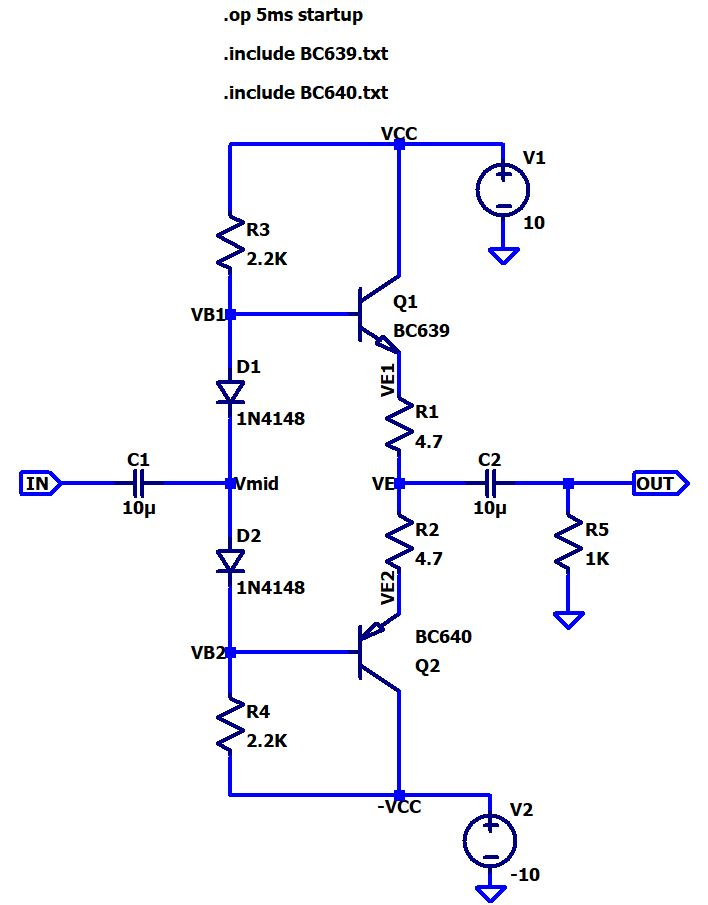 .op 5ms startup
.include BC639.txt
.include BC640.txt
VCC
V1
10
R3
2.2K
VB1
Q1
BC639
D1
1N4148
VE1
R1
4.7
IN
C1
10µ
Vmid
VE
C2
10µ
OUT
D2
1N4148
R2
4.7
R5
1K
VE2
VB2
BC640
Q2
R4
2.2K
-VCC
V2
-10